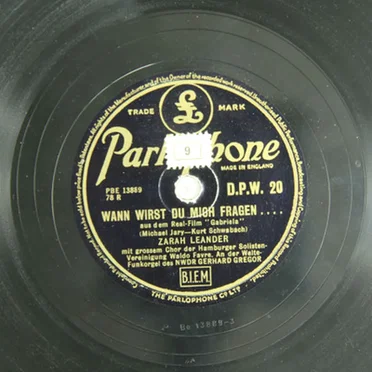 TRADE £ MARK
Parlophone
9
MADE IN ENGLAND
PBE 13889
78 R
D.P.W. 20
WANN WIRST DU MICH FRAGEN ....
aus dem Real-Film "Gabriela"
(Michael Jary—Kurt Schwabach)
ZARAH LEANDER
mit grossem Chor der Hamburger Solisten-
Vereinigung Waldo Favre. An der Welte-
Funkorgel des NWDR GERHARD GREGOR
B.I.E.M.
THE PARLOPHONE CO LTD